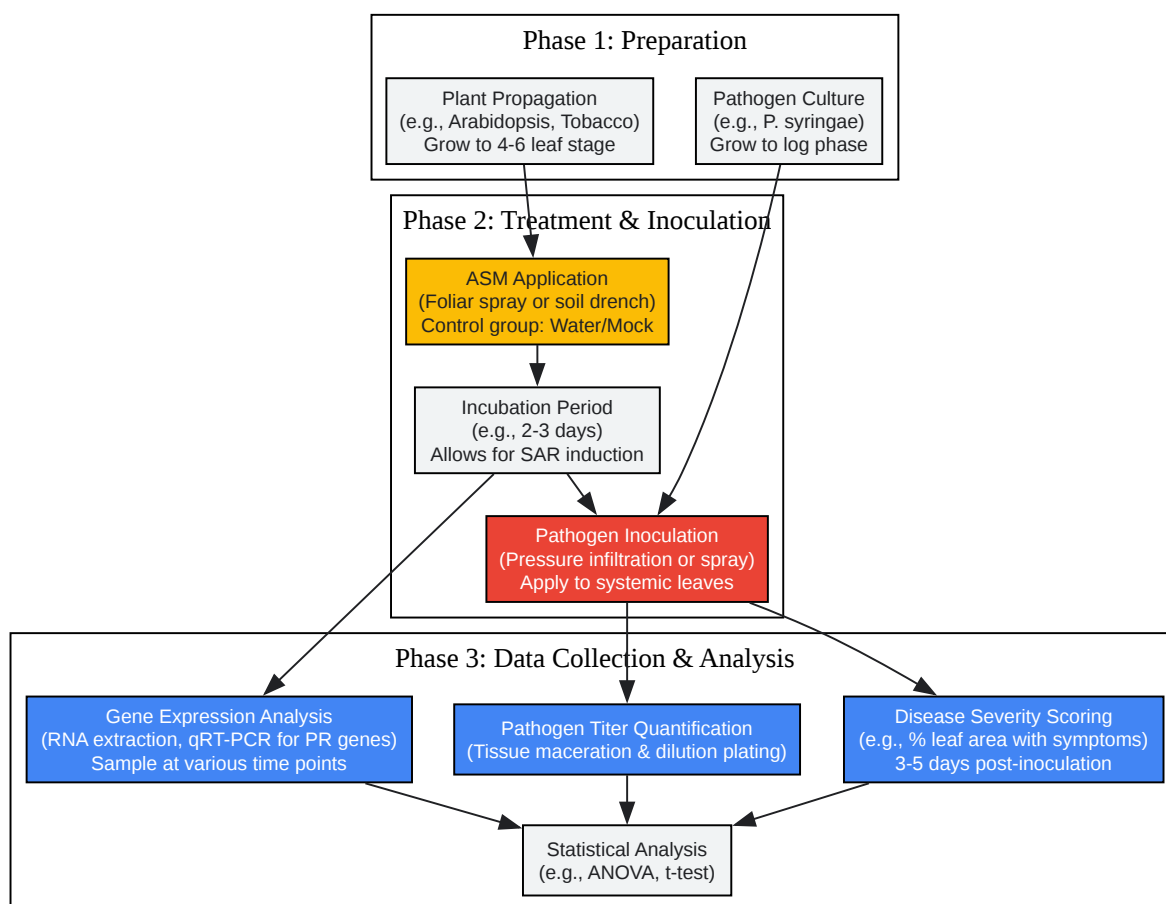 Phase 1: Preparation
Plant Propagation
(e.g., Arabidopsis, Tobacco)
Grow to 4-6 leaf stage
Pathogen Culture
(e.g., P. syringae)
Grow to log phase
Phase 2: Treatment & Inoculation
ASM Application
(Foliar spray or soil drench)
Control group: Water/Mock
Incubation Period
(e.g., 2-3 days)
Allows for SAR induction
Pathogen Inoculation
(Pressure infiltration or spray)
Apply to systemic leaves
Phase 3: Data Collection & Analysis
Gene Expression Analysis
(RNA extraction, qRT-PCR for PR genes)
Sample at various time points
Pathogen Titer Quantification
(Tissue maceration & dilution plating)
Disease Severity Scoring
(e.g., % leaf area with symptoms)
3-5 days post-inoculation
Statistical Analysis
(e.g., ANOVA, t-test)